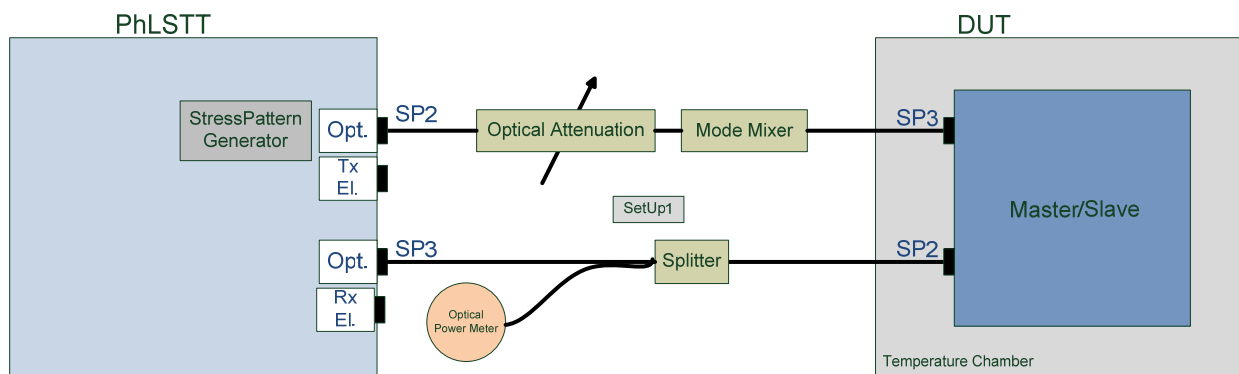 PhLSTT
DUT
StressPattern
Generator
Opt.
SP2
Optical Attenuation
Mode Mixer
SP3
Tx
El.
SetUp1
Master/Slave
Opt.
SP3
Splitter
SP2
Rx
El.
Optical
Power Meter
Temperature Chamber